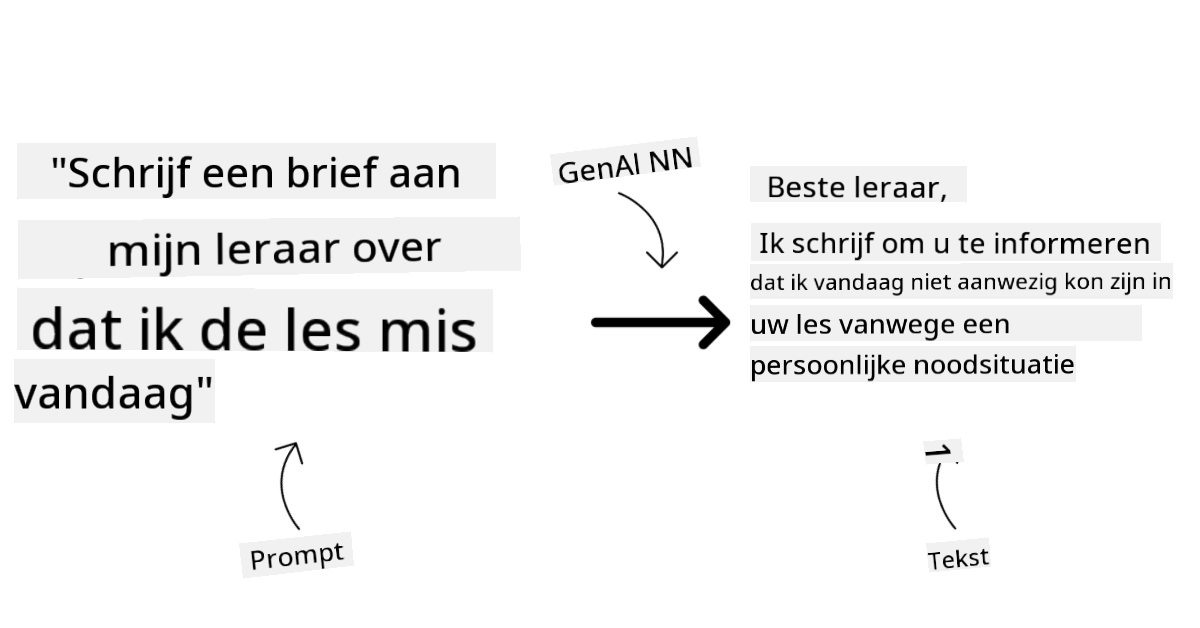 "Schrijf een brief aan
mijn leraar over
dat ik de les mis
vandaag"
GenAI NN
Beste leraar,
Ik schrijf om u te informeren
dat ik vandaag niet aanwezig kon zijn in
uw les vanwege een
persoonlijke noodsituatie
Prompt
Tekst